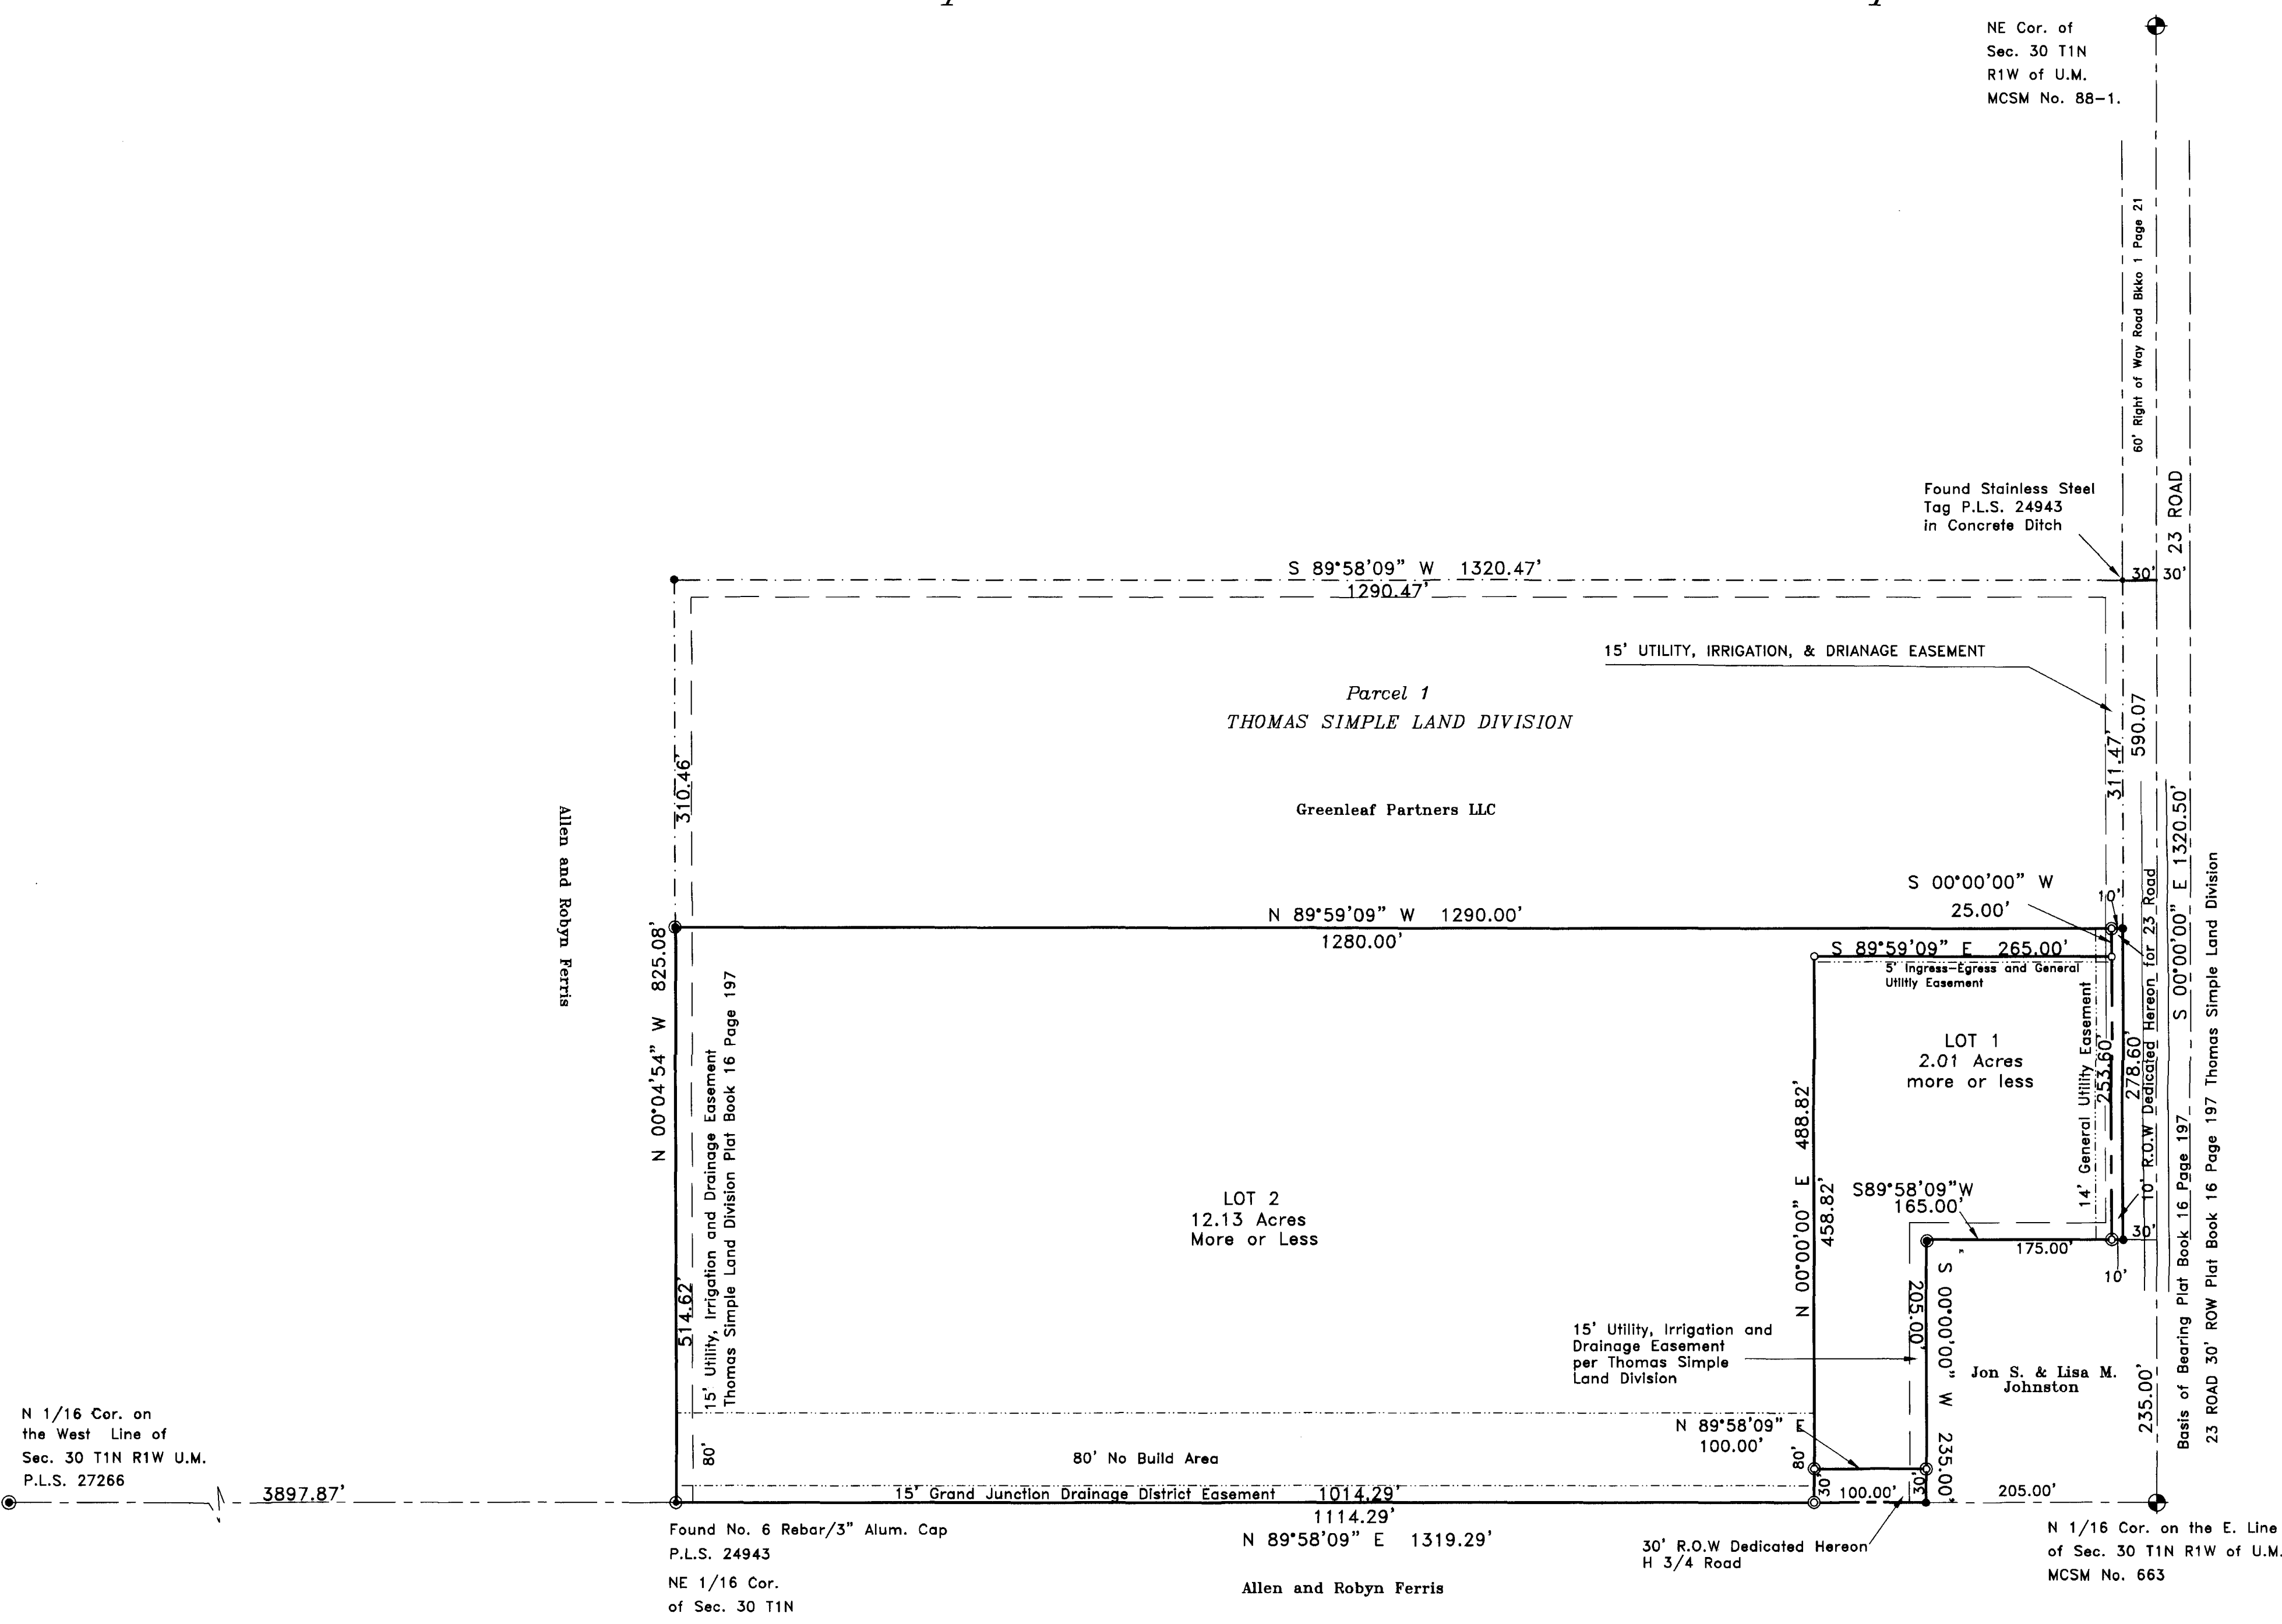 NE Cor. of
Sec. 30 T1N
R1W of U.M.
MCSM No. 88-1.
60' Right of Way Road Bkko 1 Page 21
23 ROAD
Found Stainless Steel
Tag P.L.S. 24943
in Concrete Ditch
30' 30'
S 89°58'09" W 1320.47'
1290.47'
15' UTILITY, IRRIGATION, & DRIANAGE EASEMENT
Parcel 1
THOMAS SIMPLE LAND DIVISION
590.07
311.47'
310.46'
Greenleaf Partners LLC
Allen and Robyn Ferris
S 00°00'00" E 1320.50'
S 00°00'00" W
25.00'
10'
N 89°59'09" W 1290.00'
1280.00'
N 00°04'54" W 825.08'
S 89°59'09" E 265.00'
5' Ingress-Egress and General
Utlitly Easement
LOT 1
2.01 Acres
more or less
14' General Utility Easement
253.60'
278.60'
10' R.O.W Dedicated Hereon for 23 Road
Basis of Bearing Plat Book 16 Page 197
23 ROAD 30' ROW Plat Book 16 Page 197 Thomas Simple Land Division
15' Utility, Irrigation and Drainage Easement
Thomas Simple Land Division Plat Book 16 Page 197
N 00°00'00" E 488.82'
458.82'
S89°58'09"W
165.00'
175.00'
30'
10'
LOT 2
12.13 Acres
More or Less
514.62'
205.00'
S 00°00'00" W 235.00'
15' Utility, Irrigation and
Drainage Easement
per Thomas Simple
Land Division
Jon S. & Lisa M.
Johnston
235.00'
N 89°58'09" E
100.00'
80'
80'
80' No Build Area
30'
30'
100.00'
205.00'
15' Grand Junction Drainage District Easement 1014.29'
1114.29'
N 89°58'09" E 1319.29'
N 1/16 Cor. on
the West Line of
Sec. 30 T1N R1W U.M.
P.L.S. 27266
3897.87'
Found No. 6 Rebar/3" Alum. Cap
P.L.S. 24943
NE 1/16 Cor.
of Sec. 30 T1N
Allen and Robyn Ferris
30' R.O.W Dedicated Hereon
H 3/4 Road
N 1/16 Cor. on the E. Line
of Sec. 30 T1N R1W of U.M.
MCSM No. 663